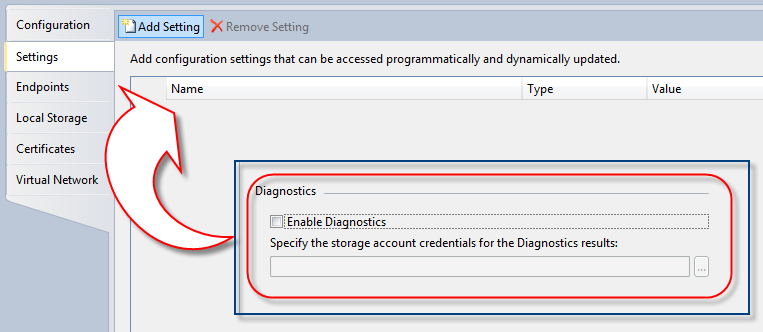 Configuration
Settings
Endpoints
Local Storage
Certificates
Virtual Network
Add Setting Remove Setting
Add configuration settings that can be accessed programmatically and dynamically updated.
Name Type Value
Diagnostics
Enable Diagnostics
Specify the storage account credentials for the Diagnostics results:
...